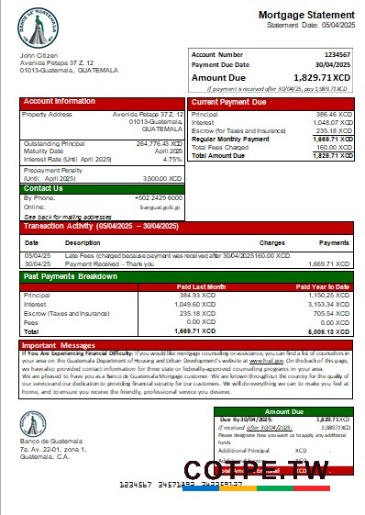 BANCO DE GUATEMALA
Mortgage Statement
Statement Date: 05/04/2025
John Citizen
Avenida Petapa 37 Z. 12
01013-Guatemala, GUATEMALA
Account Number 1234567
Payment Due Date 30/04/2025
Amount Due 1,829.71XCD
If payment is received after 30/04/25, pay1,989.71XCD
Account Information
Property Address Avenida Petapa 37 Z. 12
01013-Guatemala,
GUATEMALA
Outstanding Principal 264,776.43 XCD
Maturity Date April 2025
Interest Rate (Until April 2025) 4.75%
Prepayment Penalty
(Until April 2025) 3,500.00 XCD
Contact Us
By Phone: +502 2429 6000
Online: banguat.gob.gt
See back for mailing addresses
Current Payment Due
Principal 386.46 XCD
Interest 1,048.07 XCD
Escrow (for Taxes and Insurance) 235.18 XCD
Regular Monthly Payment 1,669.71 XCD
Total Fees Charged 160.00 XCD
Total Amount Due 1,829.71 XCD
Transaction Activity (05/04/2025 – 30/04/2025)
Date Description Charges Payments
05/04/25 Late Fees (charged because payment was received after 30/04/2025160.00 XCD
30/04/25 Payment Received – Thank you 1,669.71 XCD
Past Payments Breakdown
Paid Last Month Paid Year to Date
Principal 384.93 XCD 1,150.25 XCD
Interest 1,049.60 XCD 3,153.34 XCD
Escrow (Taxes and Insurance) 235.18 XCD 705.54 XCD
Fees 0.00 XCD 0.00 XCD
Total 1,669.71 XCD 5,009.13 XCD
Important Messages
If You Are Experiencing Financial Difficulty: if you would like mortgage counseling or assistance, you can find a list of counselors in
your area on the Guatemala Department of Housing and Urban Development's website at www.hud.gov. On the back of this page,
we have also provided contact information for three state or federally-approved counseling programs in your area.
We are pleased to have you as a Banco de Guatemala Mortgage customer. We are known throughout the country for the quality of
our service and our dedication to providing financial security for our customers. We will do everything we can to make you feel at
home, and to ensure you receive the friendly, professional service you deserve.
Banco de Guatemala
7a. Av. 22-01, zona 1,
Guatemala, C.A.
Amount Due
Due By 30/04/2025: 1,829.71XCD
If received after 30/04/25: 1,989.71XCD
Please designate how you want us to apply any additional
funds.
Additional Principal
COTPE.TW